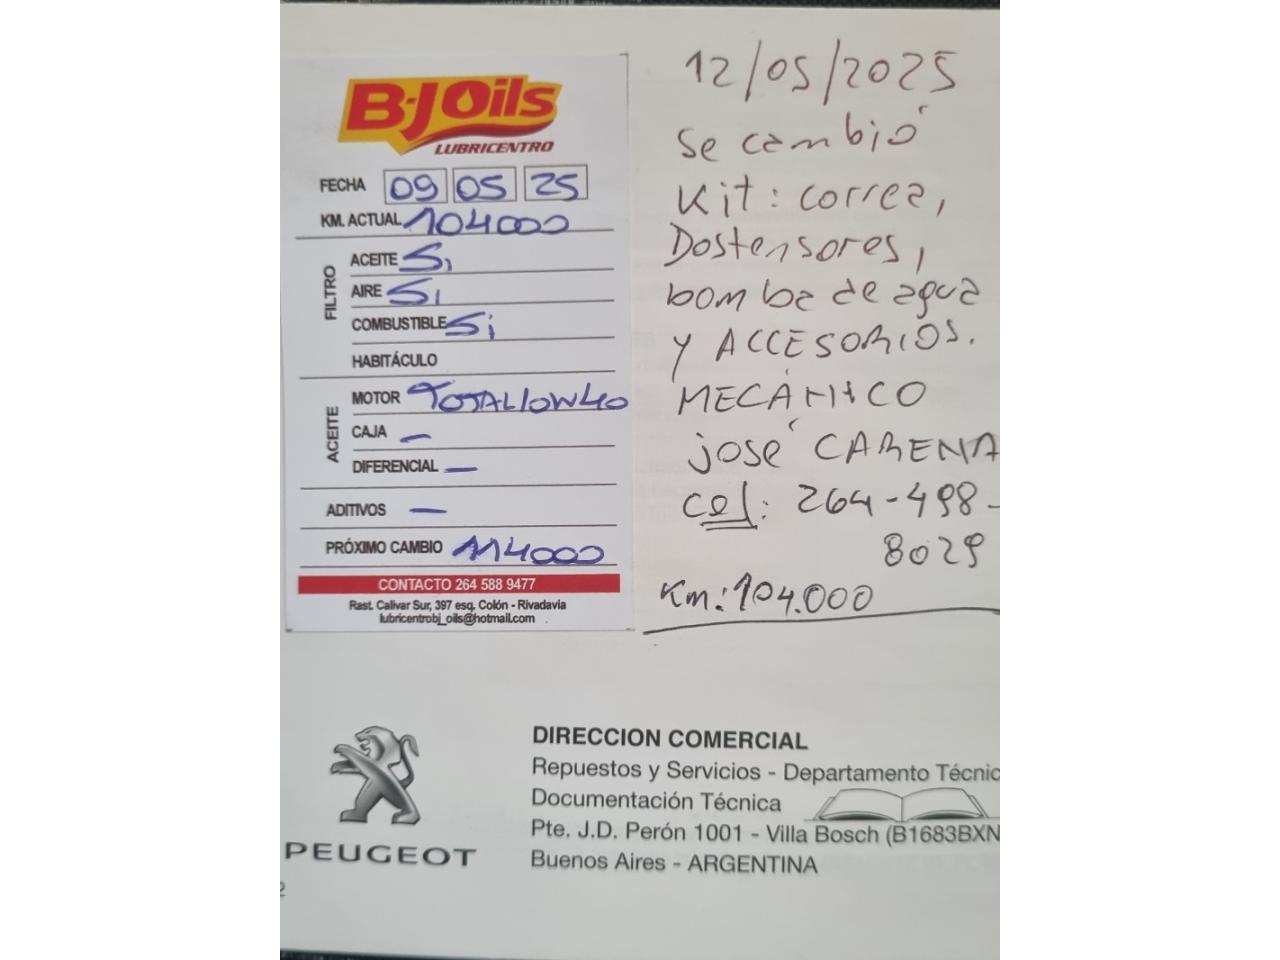 B-JOils
LUBRICENTRO
FECHA 09 05 25
KM. ACTUAL 104000
FILTRO
ACEITE Si
AIRE Si
COMBUSTIBLE Si
HABITÁCULO
ACEITE
MOTOR TOTAL 10W40
CAJA —
DIFERENCIAL —
ADITIVOS —
PRÓXIMO CAMBIO 114000
CONTACTO 264 588 9477
Rast. Calivar Sur, 397 esq. Colón - Rivadavia
lubricentrobj_oils@hotmail.com
12/05/2025
Se cambió
Kit: correa,
Dostensores,
bomba de agua
y ACCESORIOS.
MECÁNICO
José CARENA
cel: 264-498-
8029
Km: 104.000
PEUGEOT
DIRECCION COMERCIAL
Repuestos y Servicios - Departamento Técnic
Documentación Técnica
Pte. J.D. Perón 1001 - Villa Bosch (B1683BXN
Buenos Aires - ARGENTINA
2